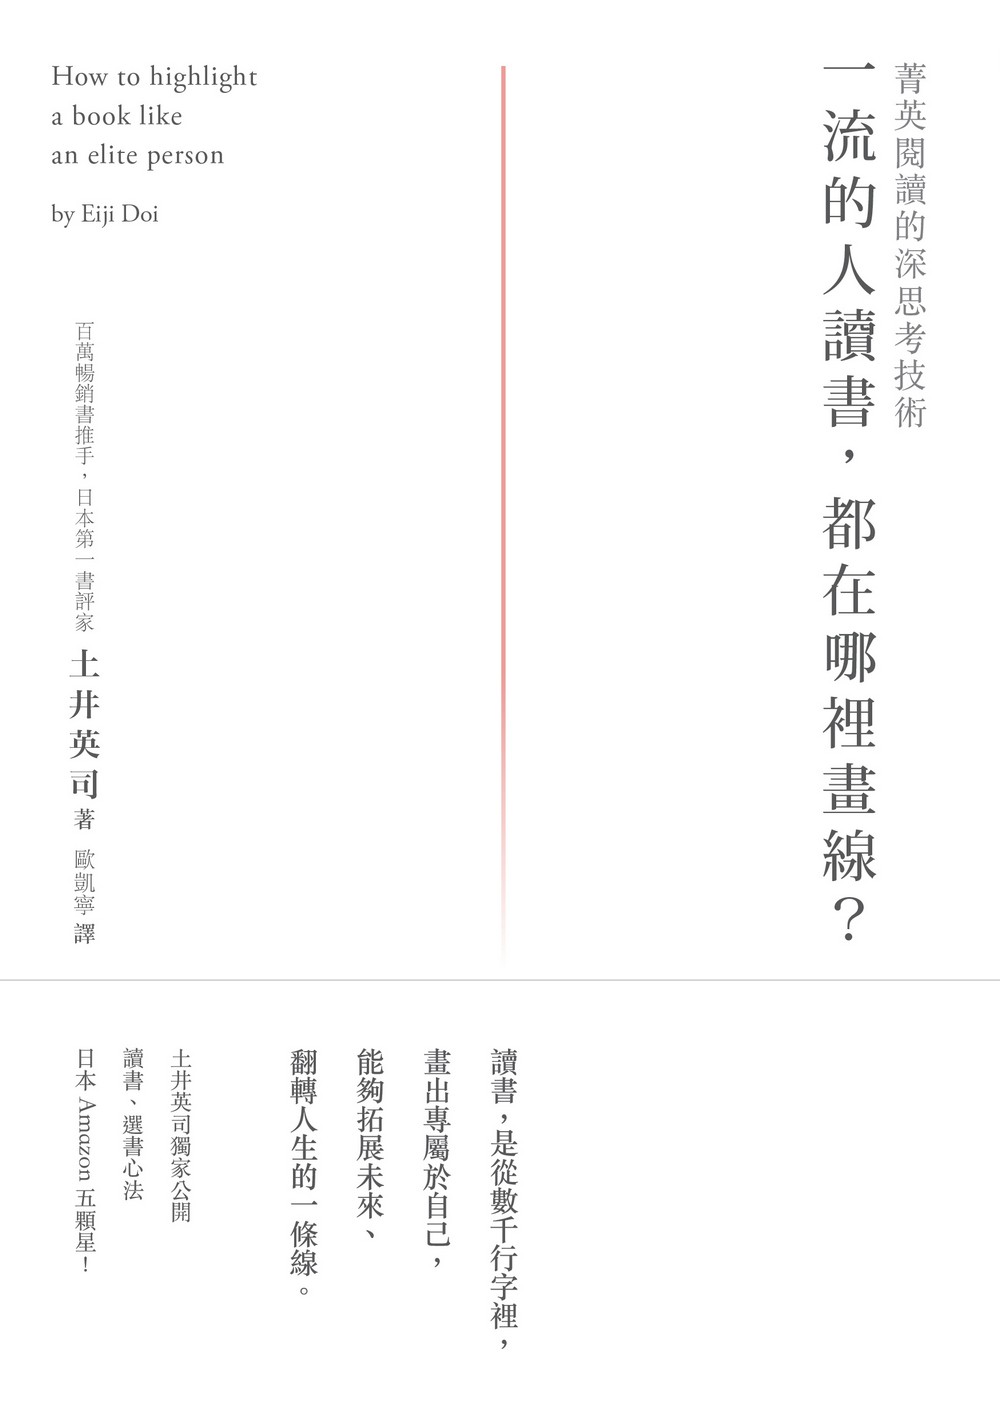 菁英閱讀的深思考技術
一流的人讀書，都在哪裡畫線？
How to highlight
a book like
an elite person
by Eiji Doi
百萬暢銷書推手，日本第一書評家 土井英司 著 歐凱寧 譯
讀書，是從數千行字裡，
畫出專屬於自己，
能夠拓展未來、
翻轉人生的一條線。
土井英司獨家公開
讀書、選書心法
日本 Amazon 五顆星！